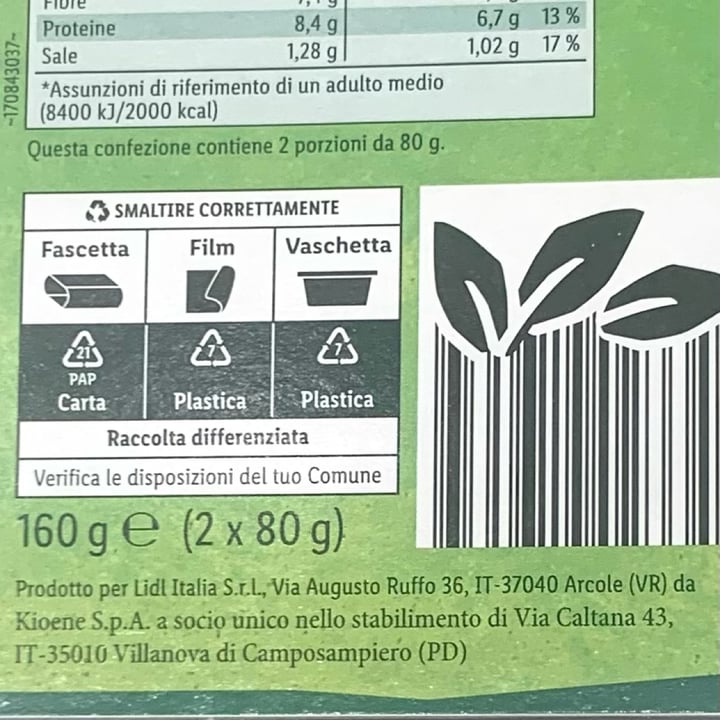 Proteine 8,4 g 6,7 g 13 %
Sale 1,28 g 1,02 g 17 %
*Assunzioni di riferimento di un adulto medio
(8400 kJ/2000 kcal)
~170843037~
Questa confezione contiene 2 porzioni da 80 g.
SMALTIRE CORRETTAMENTE
Fascetta Film Vaschetta
21 7 7
PAP
Carta Plastica Plastica
Raccolta differenziata
Verifica le disposizioni del tuo Comune
160 g ℮ (2 x 80 g)
Prodotto per Lidl Italia S.r.l., Via Augusto Ruffo 36, IT-37040 Arcole (VR) da
Kioene S.p.A. a socio unico nello stabilimento di Via Caltana 43,
IT-35010 Villanova di Camposampiero (PD)